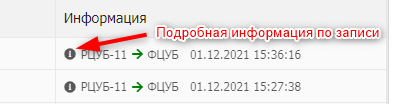 Информация
Подробная информация по записи
РЦУБ-11 → ФЦУБ 01.12.2021 15:36:16
РЦУБ-11 → ФЦУБ 01.12.2021 15:27:38